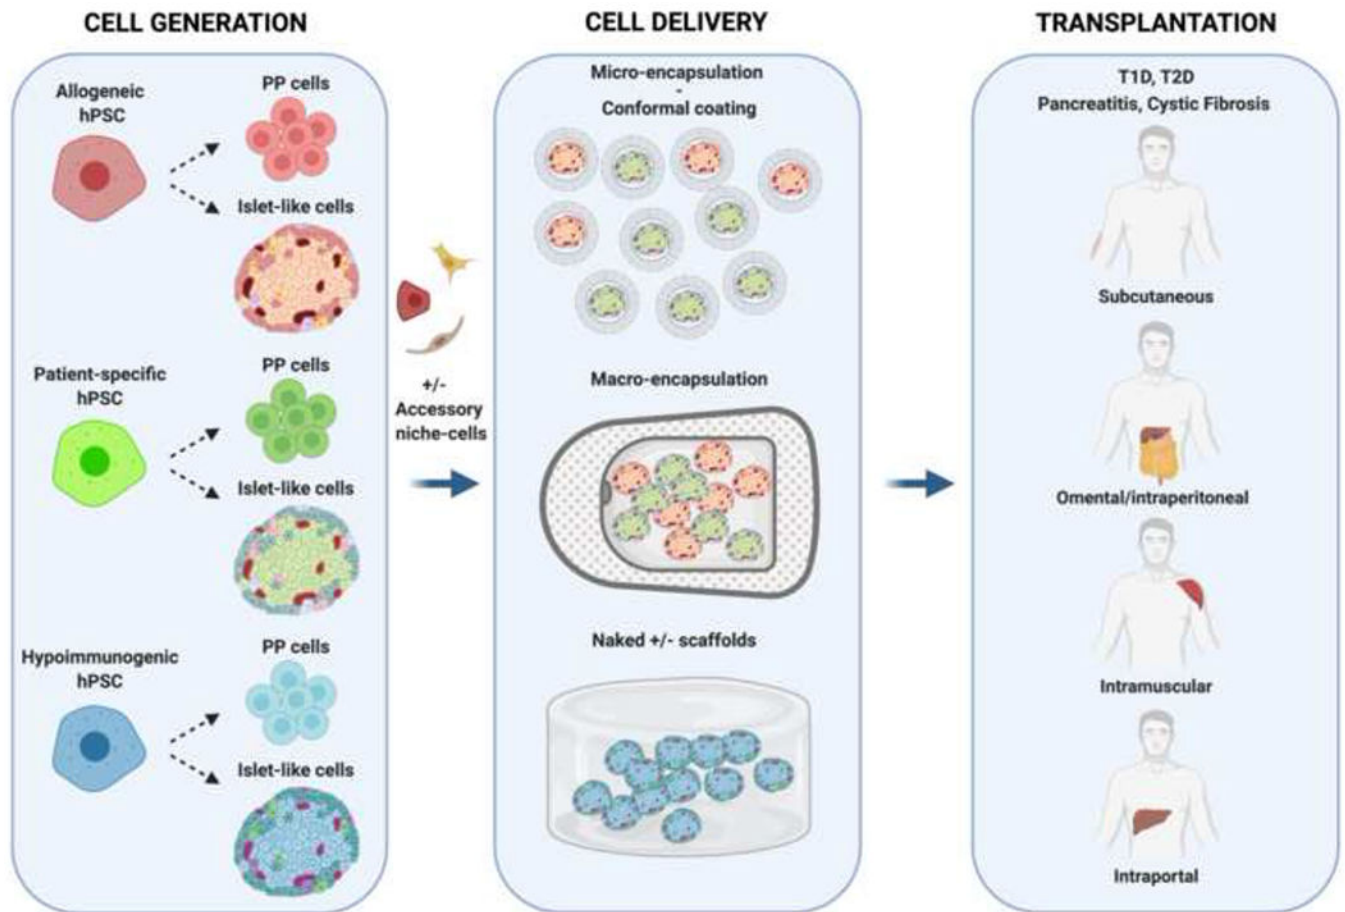 CELL GENERATION
Allogeneic
hPSC
PP cells
Islet-like cells
Patient-specific
hPSC
PP cells
Islet-like cells
Hypoimmunogenic
hPSC
PP cells
Islet-like cells
+/-
Accessory
niche-cells
CELL DELIVERY
Micro-encapsulation
-
Conformal coating
Macro-encapsulation
Naked +/- scaffolds
TRANSPLANTATION
T1D, T2D
Pancreatitis, Cystic Fibrosis
Subcutaneous
Omental/intraperitoneal
Intramuscular
Intraportal